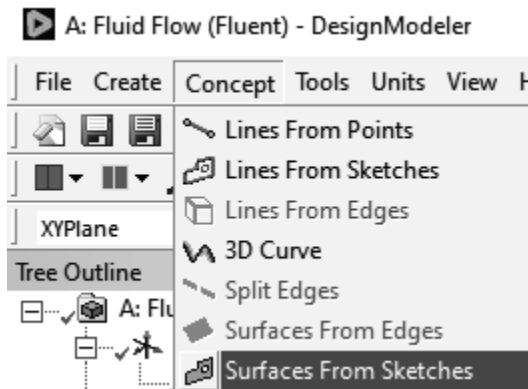 A: Fluid Flow (Fluent) - DesignModeler
File Create Concept Tools Units View
Lines From Points
Lines From Sketches
Lines From Edges
XYPlane
3D Curve
Tree Outline
Split Edges
A: Flu
Surfaces From Edges
Surfaces From Sketches